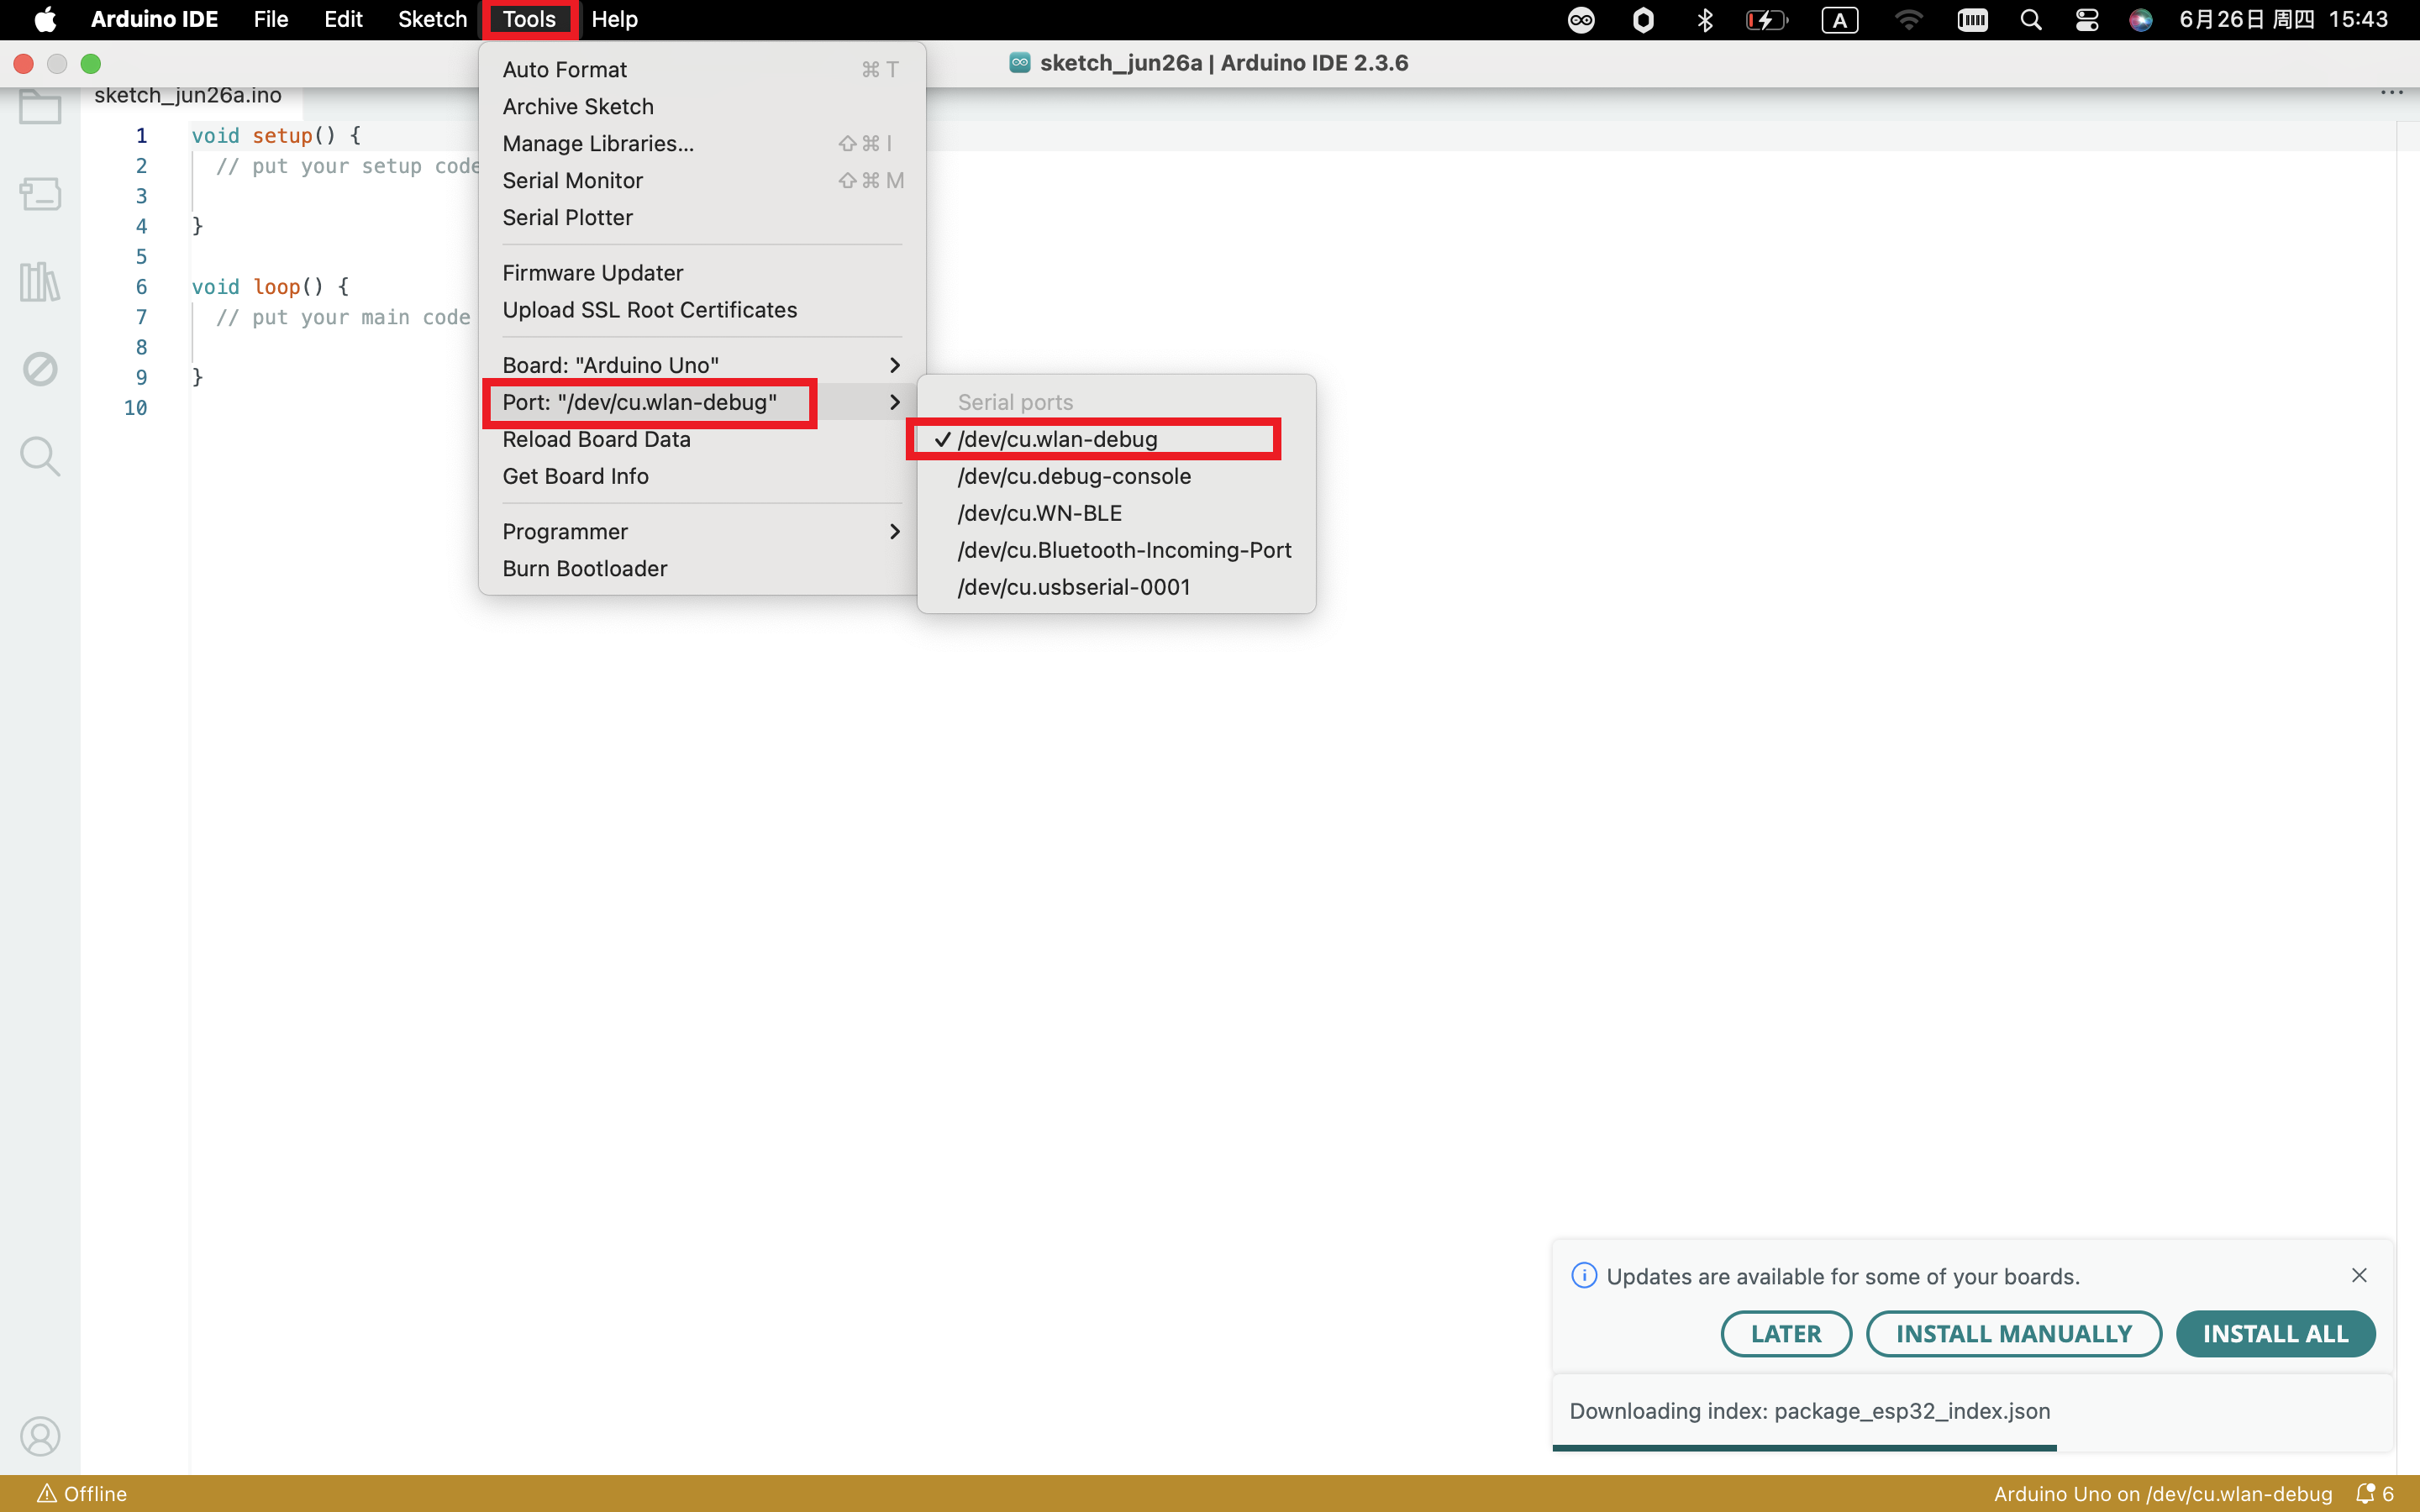 Arduino IDE File Edit Sketch Tools Help A 6月26日 周四 15:43
sketch_jun26a | Arduino IDE 2.3.6
sketch_jun26a.ino
1 void setup() {
2 // put your setup code
3
4 }
5
6 void loop() {
7 // put your main code
8
9 }
10
Auto Format ⌘ T
Archive Sketch
Manage Libraries... ⇧ ⌘ I
Serial Monitor ⇧ ⌘ M
Serial Plotter
Firmware Updater
Upload SSL Root Certificates
Board: "Arduino Uno"
Port: "/dev/cu.wlan-debug"
Reload Board Data
Get Board Info
Programmer
Burn Bootloader
Serial ports
✓ /dev/cu.wlan-debug
/dev/cu.debug-console
/dev/cu.WN-BLE
/dev/cu.Bluetooth-Incoming-Port
/dev/cu.usbserial-0001
Updates are available for some of your boards.
LATER INSTALL MANUALLY INSTALL ALL
Downloading index: package_esp32_index.json
Offline Arduino Uno on /dev/cu.wlan-debug 6